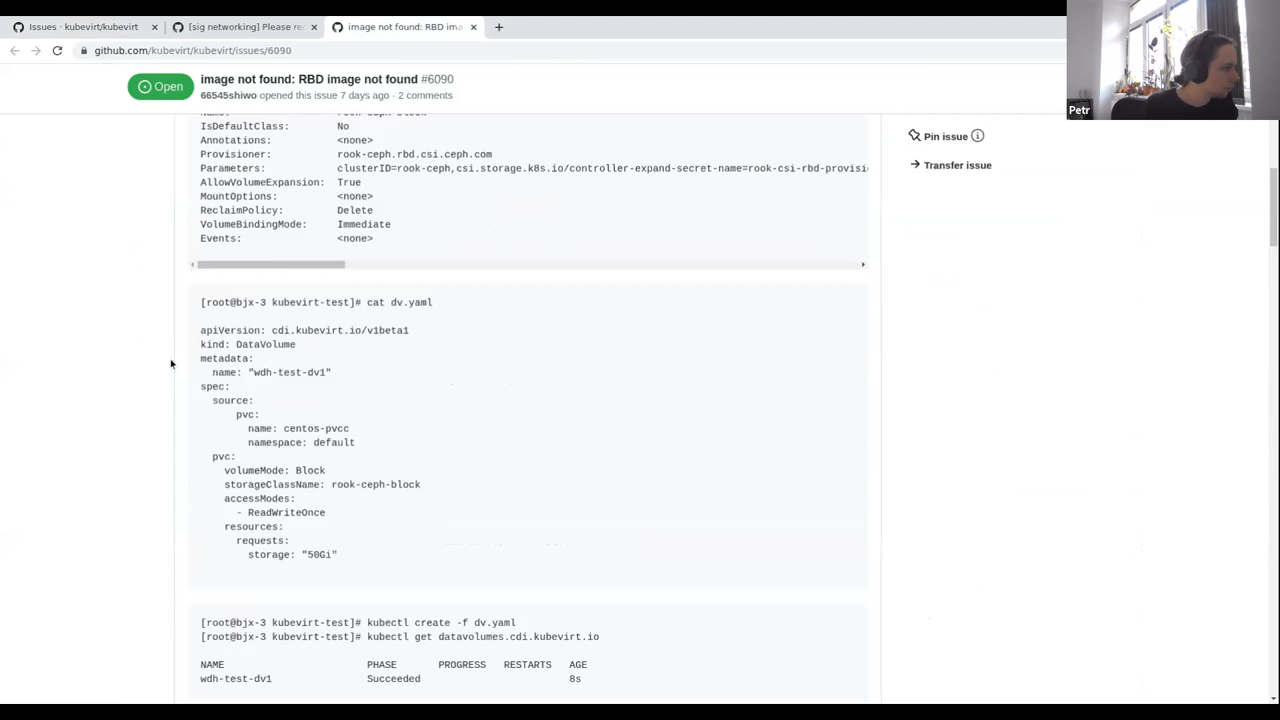 Issues · kubevirt/kubevirt
[sig networking] Please re
image not found: RBD ima
github.com/kubevirt/kubevirt/issues/6090
Petr
Open
image not found: RBD image not found #6090
66545shiwo opened this issue 7 days ago · 2 comments
IsDefaultClass: No
Annotations: <none>
Provisioner: rook-ceph.rbd.csi.ceph.com
Parameters: clusterID=rook-ceph,csi.storage.k8s.io/controller-expand-secret-name=rook-csi-rbd-provisi
AllowVolumeExpansion: True
MountOptions: <none>
ReclaimPolicy: Delete
VolumeBindingMode: Immediate
Events: <none>
Pin issue
Transfer issue
[root@bjx-3 kubevirt-test]# cat dv.yaml
apiVersion: cdi.kubevirt.io/v1beta1
kind: DataVolume
metadata:
name: "wdh-test-dv1"
spec:
source:
pvc:
name: centos-pvcc
namespace: default
pvc:
volumeMode: Block
storageClassName: rook-ceph-block
accessModes:
- ReadWriteOnce
resources:
requests:
storage: "50Gi"
[root@bjx-3 kubevirt-test]# kubectl create -f dv.yaml
[root@bjx-3 kubevirt-test]# kubectl get datavolumes.cdi.kubevirt.io
NAME PHASE PROGRESS RESTARTS AGE
wdh-test-dv1 Succeeded 8s